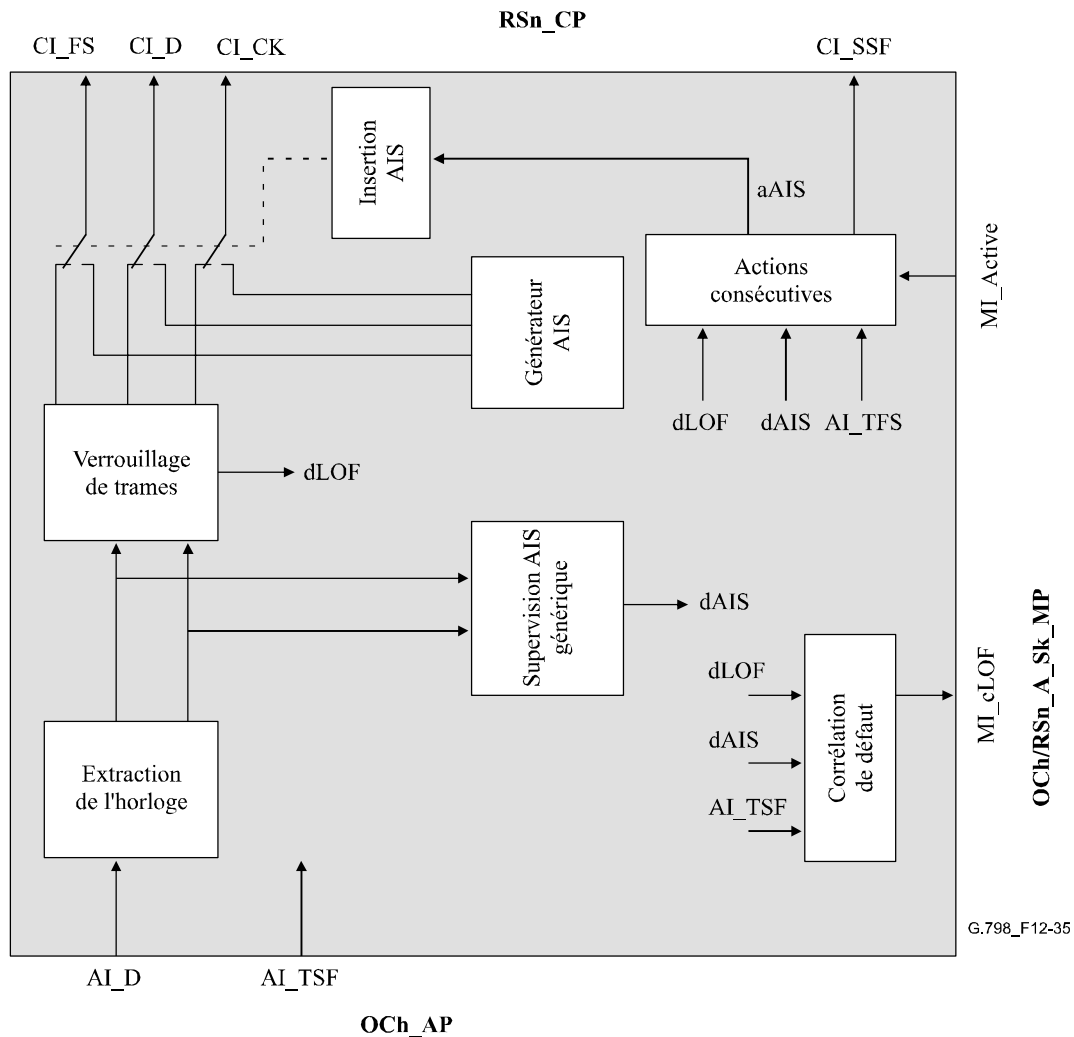 RSn_CP
CI_FS
CI_D
CI_CK
CI_SSF
Insertion
AIS
aAIS
Actions
consécutives
MI_Active
Générateur
AIS
dLOF
dAIS
AI_TFS
Verrouillage
de trames
dLOF
Supervision AIS
générique
dAIS
dLOF
dAIS
AI_TSF
Corrélation
de défaut
MI_cLOF
OCh/RSn_A_Sk_MP
Extraction
de l'horloge
G.798_F12-35
AI_D
AI_TSF
OCh_AP